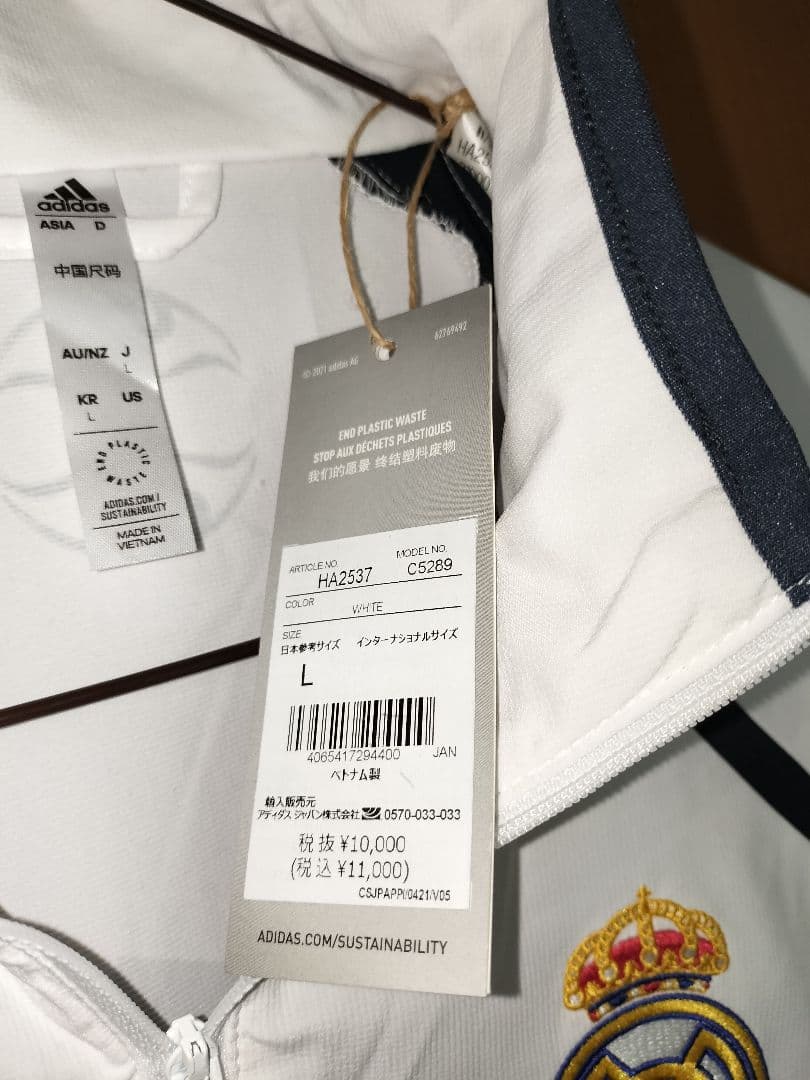 adidas
ASIA D
中国尺码
AU/NZ J
L
KR US
L
END PLASTIC WASTE
ADIDAS.COM/
SUSTAINABILITY
MADE IN
VIETNAM
HA25
62769492
© 2021 adidas AG
END PLASTIC WASTE
STOP AUX DÉCHETS PLASTIQUES
我们的愿景 终结塑料废物
ARTICLE NO. MODEL NO.
HA2537 C5289
COLOR
WHITE
SIZE
日本参考サイズ インターナショナルサイズ
L
4065417294400 JAN
ベトナム製
輸入販売元
アディダス ジャパン株式会社 0570-033-033
税抜 ¥10,000
(税込 ¥11,000)
CSJPAPPI/0421/V05
ADIDAS.COM/SUSTAINABILITY